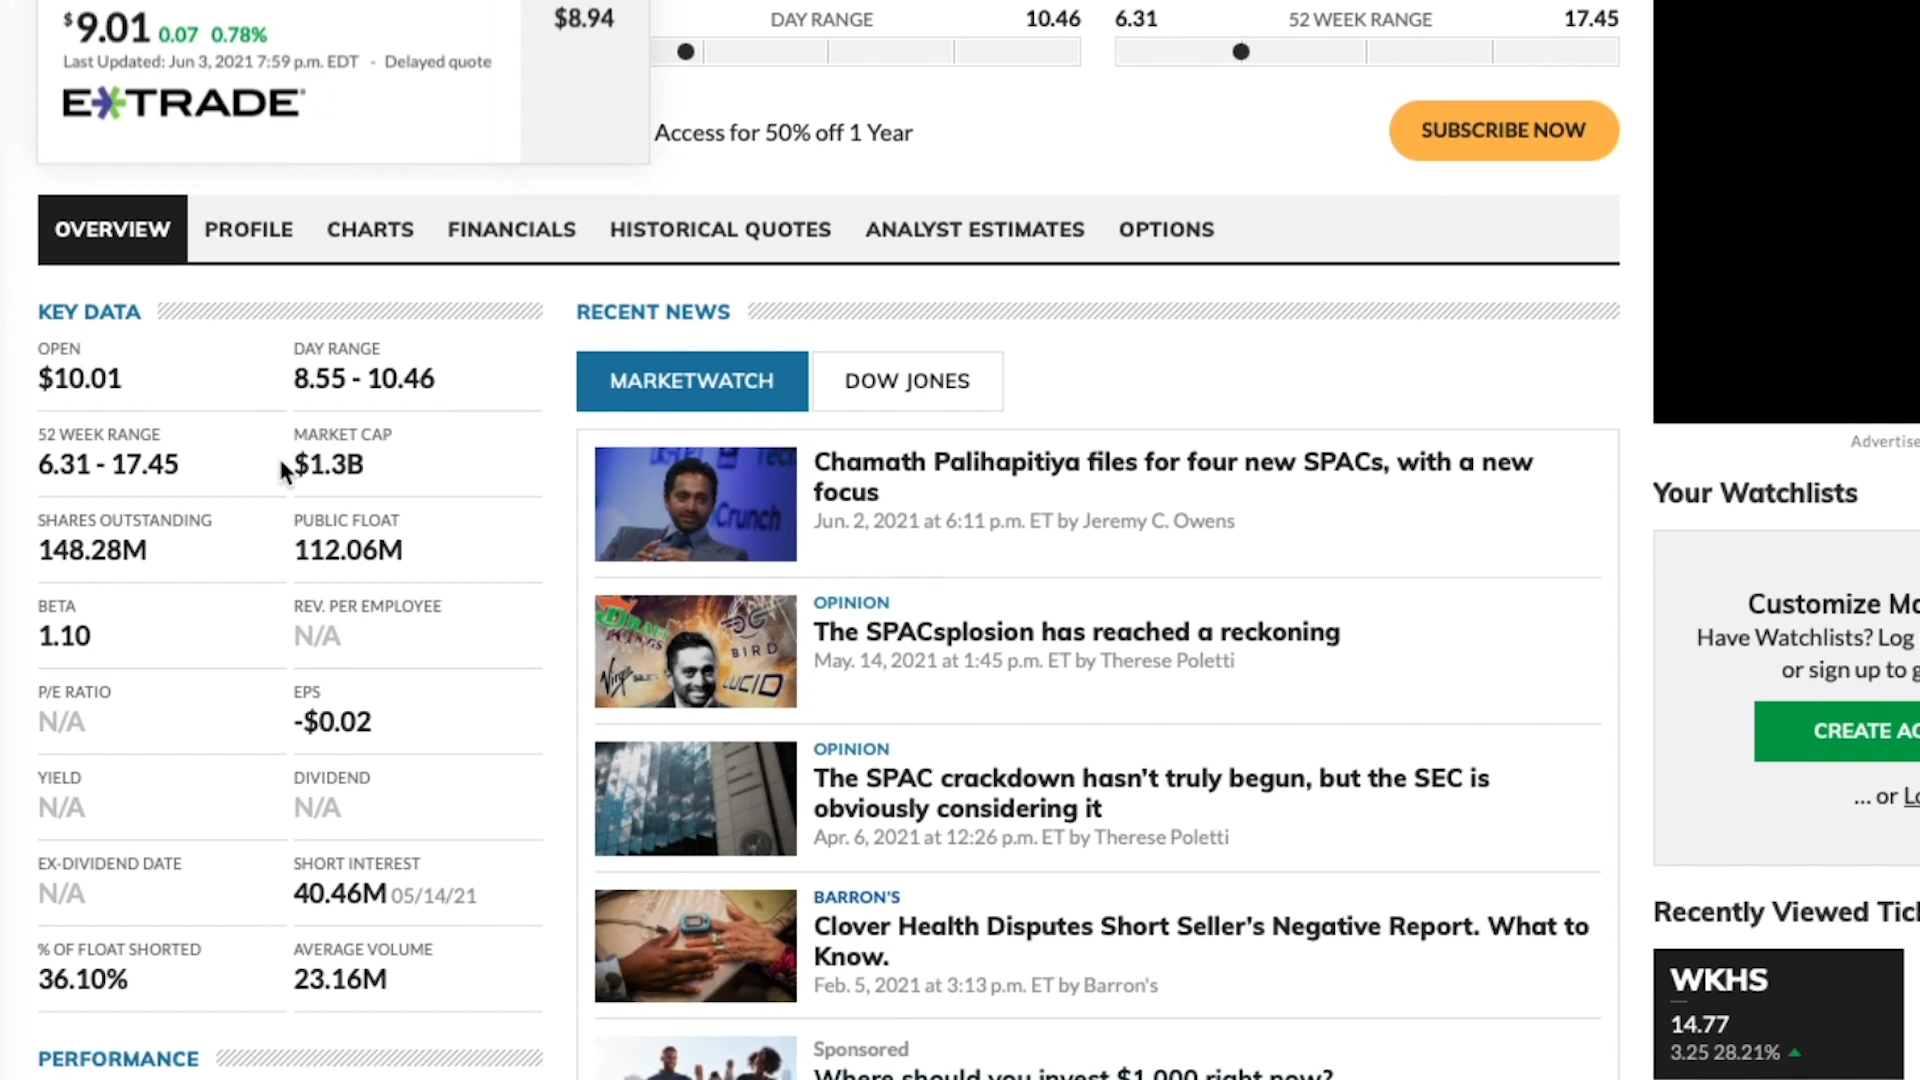 $9.01 0.07 0.78%
$8.94
Last Updated: Jun 3, 2021 7:59 p.m. EDT - Delayed quote
E*TRADE
DAY RANGE 10.46
6.31 52 WEEK RANGE 17.45
Access for 50% off 1 Year
SUBSCRIBE NOW
OVERVIEW PROFILE CHARTS FINANCIALS HISTORICAL QUOTES ANALYST ESTIMATES OPTIONS
KEY DATA
OPEN
$10.01
DAY RANGE
8.55 - 10.46
52 WEEK RANGE
6.31 - 17.45
MARKET CAP
$1.3B
SHARES OUTSTANDING
148.28M
PUBLIC FLOAT
112.06M
BETA
1.10
REV. PER EMPLOYEE
N/A
P/E RATIO
N/A
EPS
-$0.02
YIELD
N/A
DIVIDEND
N/A
EX-DIVIDEND DATE
N/A
SHORT INTEREST
40.46M 05/14/21
% OF FLOAT SHORTED
36.10%
AVERAGE VOLUME
23.16M
PERFORMANCE
RECENT NEWS
MARKETWATCH
DOW JONES
Crunch
Chamath Palihapitiya files for four new SPACs, with a new
focus
Jun. 2, 2021 at 6:11 p.m. ET by Jeremy C. Owens
BIRD
LUCID
OPINION
The SPACsplosion has reached a reckoning
May. 14, 2021 at 1:45 p.m. ET by Therese Poletti
OPINION
The SPAC crackdown hasn't truly begun, but the SEC is
obviously considering it
Apr. 6, 2021 at 12:26 p.m. ET by Therese Poletti
BARRON'S
Clover Health Disputes Short Seller's Negative Report. What to
Know.
Feb. 5, 2021 at 3:13 p.m. ET by Barron's
Sponsored
Where should you invest $1,000 right now?
Advertise
Your Watchlists
Customize Ma
Have Watchlists? Log
or sign up to g
CREATE AC
... or Lo
Recently Viewed Tick
WKHS
14.77
3.25 28.21%